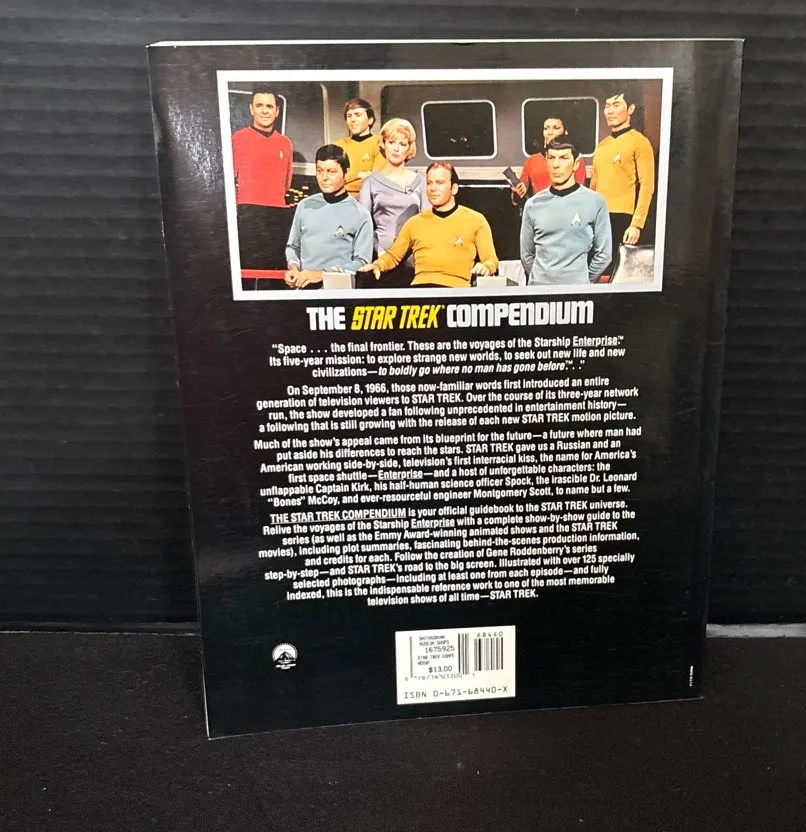 THE STAR TREK® COMPENDIUM
“Space . . . the final frontier. These are the voyages of the Starship Enterprise.™
Its five-year mission: to explore strange new worlds, to seek out new life and new
civilizations—to boldly go where no man has gone before™. . .”
On September 8, 1966, those now-familiar words first introduced an entire
generation of television viewers to STAR TREK. Over the course of its three-year network
run, the show developed a fan following unprecedented in entertainment history—
a following that is still growing with the release of each new STAR TREK motion picture.
Much of the show's appeal came from its blueprint for the future—a future where man had
put aside his differences to reach the stars. STAR TREK gave us a Russian and an
American working side-by-side, television's first interracial kiss, the name for America's
first space shuttle—Enterprise—and a host of unforgettable characters: the
unflappable Captain Kirk, his half-human science officer Spock, the irascible Dr. Leonard
“Bones” McCoy, and ever-resourceful engineer Montgomery Scott, to name but a few.
THE STAR TREK COMPENDIUM is your official guidebook to the STAR TREK universe.
Relive the voyages of the Starship Enterprise with a complete show-by-show guide to the
series (as well as the Emmy Award-winning animated shows and the STAR TREK
movies), including plot summaries, fascinating behind-the-scenes production information,
and credits for each. Follow the creation of Gene Roddenberry's series
step-by-step—and STAR TREK's road to the big screen. Illustrated with over 125 specially
selected photographs—including at least one from each episode—and fully
indexed, this is the indispensable reference work to one of the most memorable
television shows of all time—STAR TREK.
68440
SMITHSONIAN
MUSEUM SHOPS
1675925
STAR TREK COMPE
NDIUM
$13.00
ISBN 0-671-68440-X